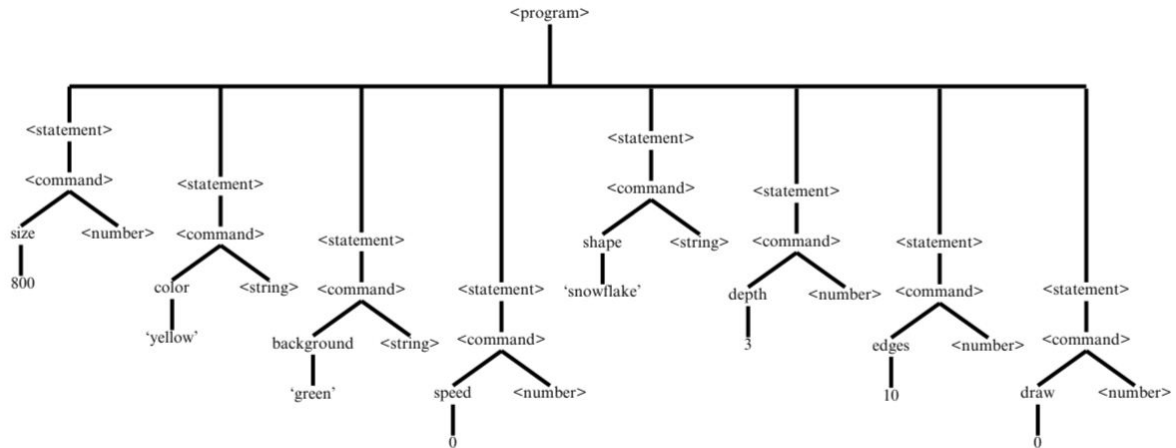 <program>
<statement>
<command>
size
<number>
800
<statement>
<command>
color
<string>
‘yellow’
<statement>
<command>
background
<string>
‘green’
<statement>
<command>
speed
<number>
0
<statement>
<command>
shape
<string>
‘snowflake’
<statement>
<command>
depth
<number>
3
<statement>
<command>
edges
<number>
10
<statement>
<command>
draw
<number>
0